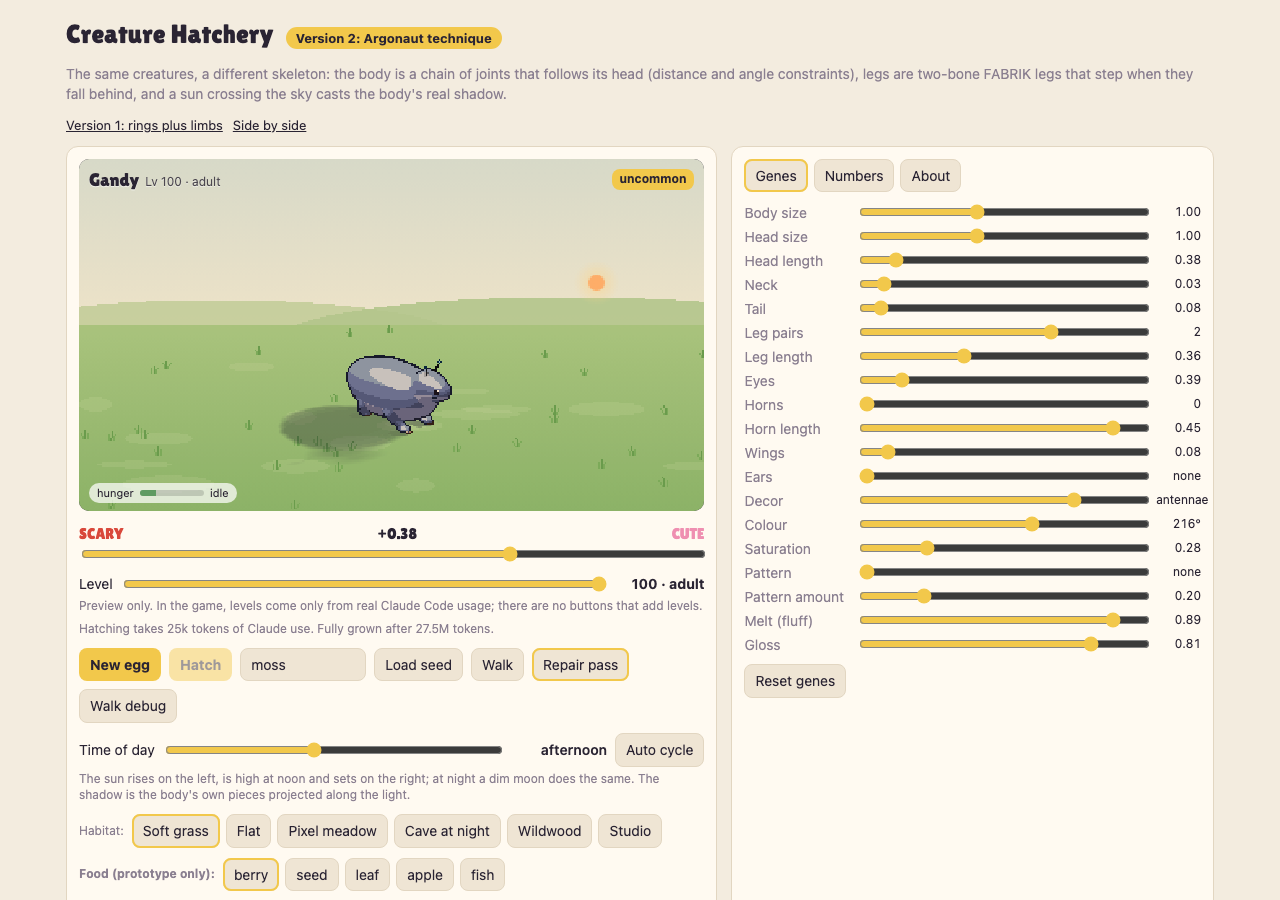 Creature Hatchery
Version 2: Argonaut technique
The same creatures, a different skeleton: the body is a chain of joints that follows its head (distance and angle constraints), legs are two-bone FABRIK legs that step when they
fall behind, and a sun crossing the sky casts the body's real shadow.
Version 1: rings plus limbs Side by side
Gandy Lv 100 · adult
uncommon
hunger idle
SCARY +0.38 CUTE
Level 100 · adult
Preview only. In the game, levels come only from real Claude Code usage; there are no buttons that add levels.
Hatching takes 25k tokens of Claude use. Fully grown after 27.5M tokens.
New egg Hatch moss Load seed Walk Repair pass
Walk debug
Time of day afternoon Auto cycle
The sun rises on the left, is high at noon and sets on the right; at night a dim moon does the same. The
shadow is the body's own pieces projected along the light.
Habitat: Soft grass Flat Pixel meadow Cave at night Wildwood Studio
Food (prototype only): berry seed leaf apple fish
Genes Numbers About
Body size 1.00
Head size 1.00
Head length 0.38
Neck 0.03
Tail 0.08
Leg pairs 2
Leg length 0.36
Eyes 0.39
Horns 0
Horn length 0.45
Wings 0.08
Ears none
Decor antennae
Colour 216°
Saturation 0.28
Pattern none
Pattern amount 0.20
Melt (fluff) 0.89
Gloss 0.81
Reset genes